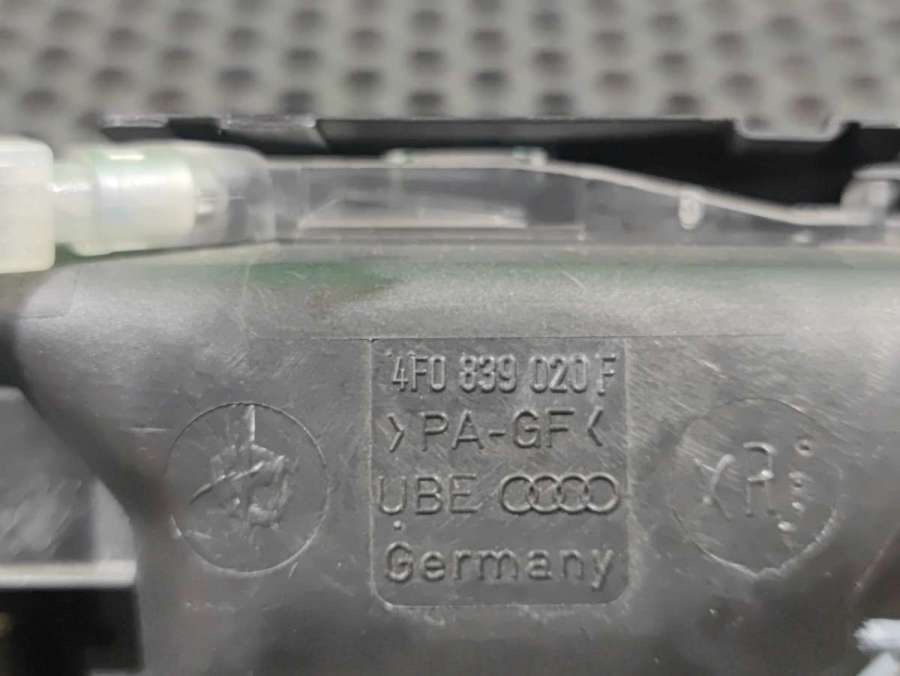 4F0 839 020 F
>PA-GF<
UBE
Germany